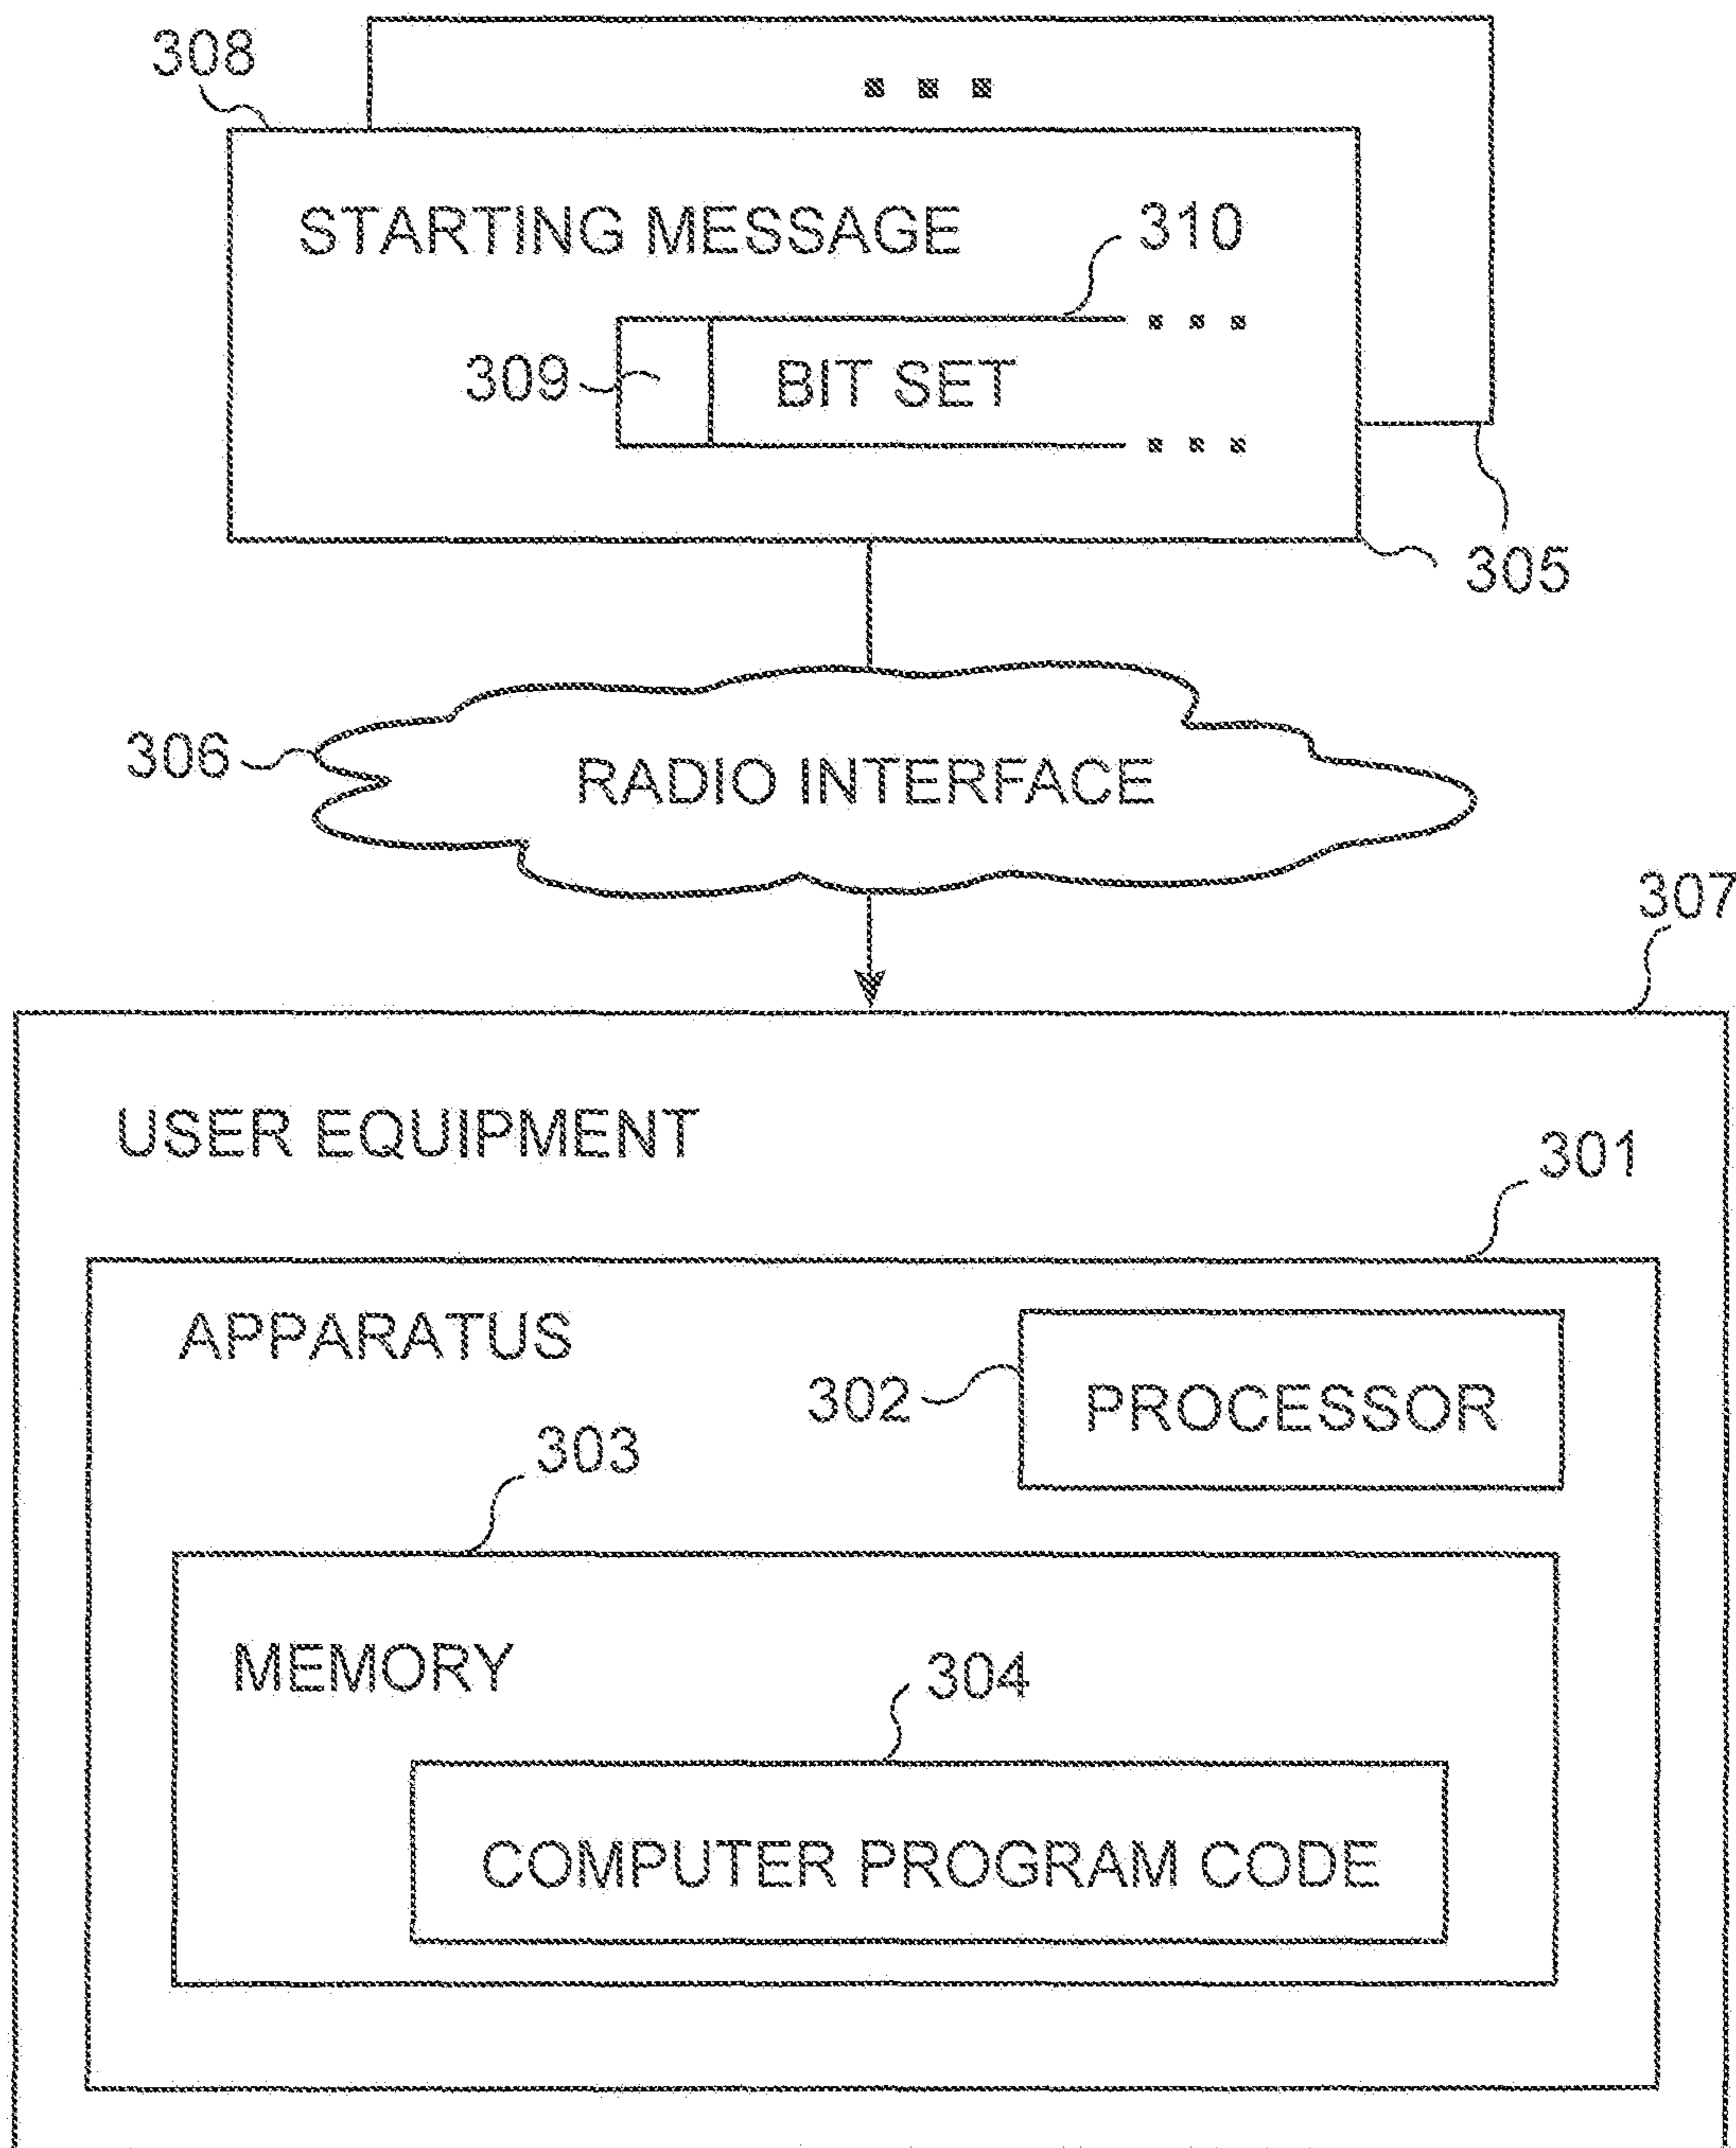 308
STARTING MESSAGE
310
309
BIT SET
305
306
RADIO INTERFACE
307
USER EQUIPMENT
301
APPARATUS
302
PROCESSOR
303
MEMORY
304
COMPUTER PROGRAM CODE